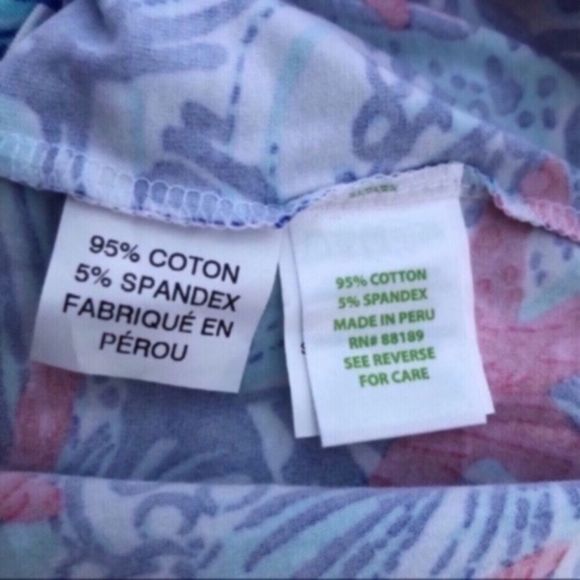 95% COTON
5% SPANDEX
FABRIQUÉ EN
PÉROU
95% COTTON
5% SPANDEX
MADE IN PERU
RN# 88189
SEE REVERSE
FOR CARE